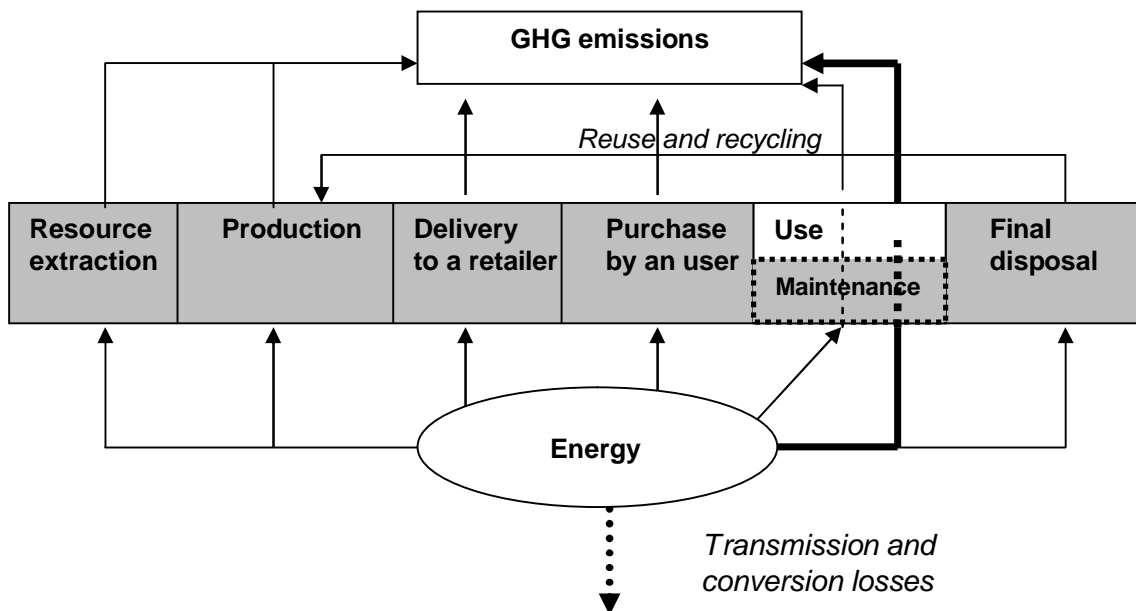 GHG emissions
Reuse and recycling
Resource
extraction
Production
Delivery
to a retailer
Purchase
by an user
Use
Maintenance
Final
disposal
Energy
Transmission and
conversion losses